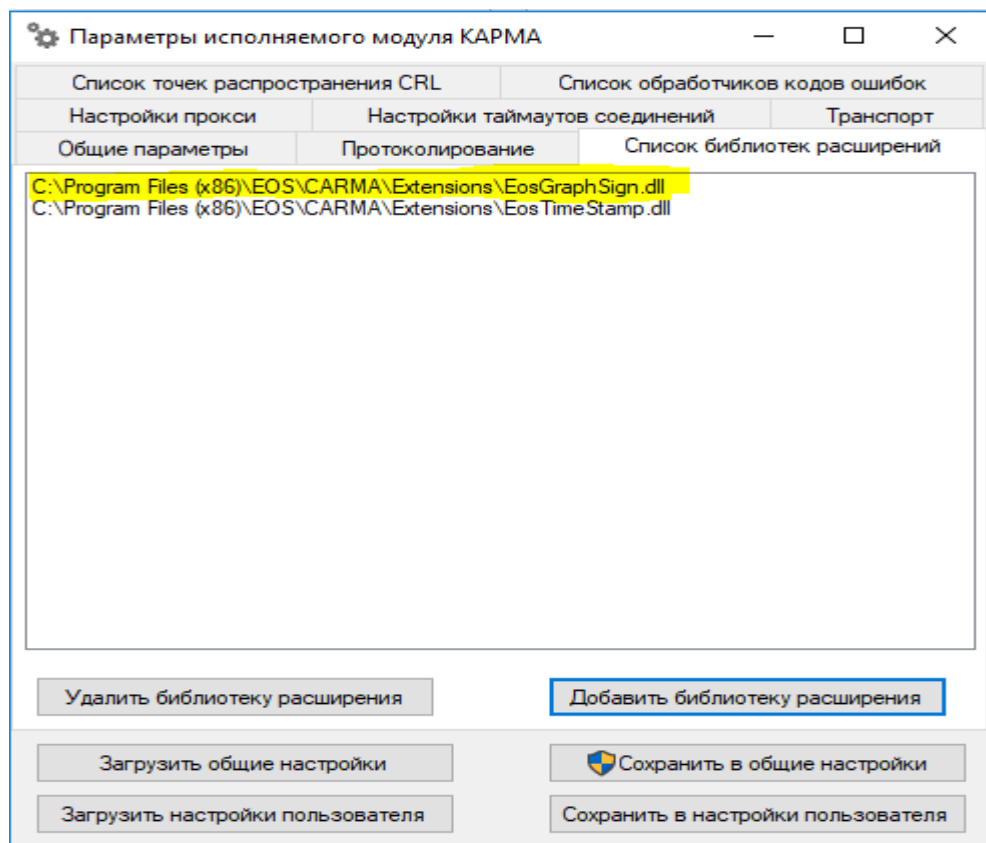 Параметры исполняемого модуля КАРМА
Список точек распространения CRL
Список обработчиков кодов ошибок
Настройки прокси
Настройки таймаутов соединений
Транспорт
Общие параметры
Протоколирование
Список библиотек расширений
C:\Program Files (x86)\EOS\CARMA\Extensions\EosGraphSign.dll
C:\Program Files (x86)\EOS\CARMA\Extensions\EosTimeStamp.dll
Удалить библиотеку расширения
Добавить библиотеку расширения
Загрузить общие настройки
Сохранить в общие настройки
Загрузить настройки пользователя
Сохранить в настройки пользователя